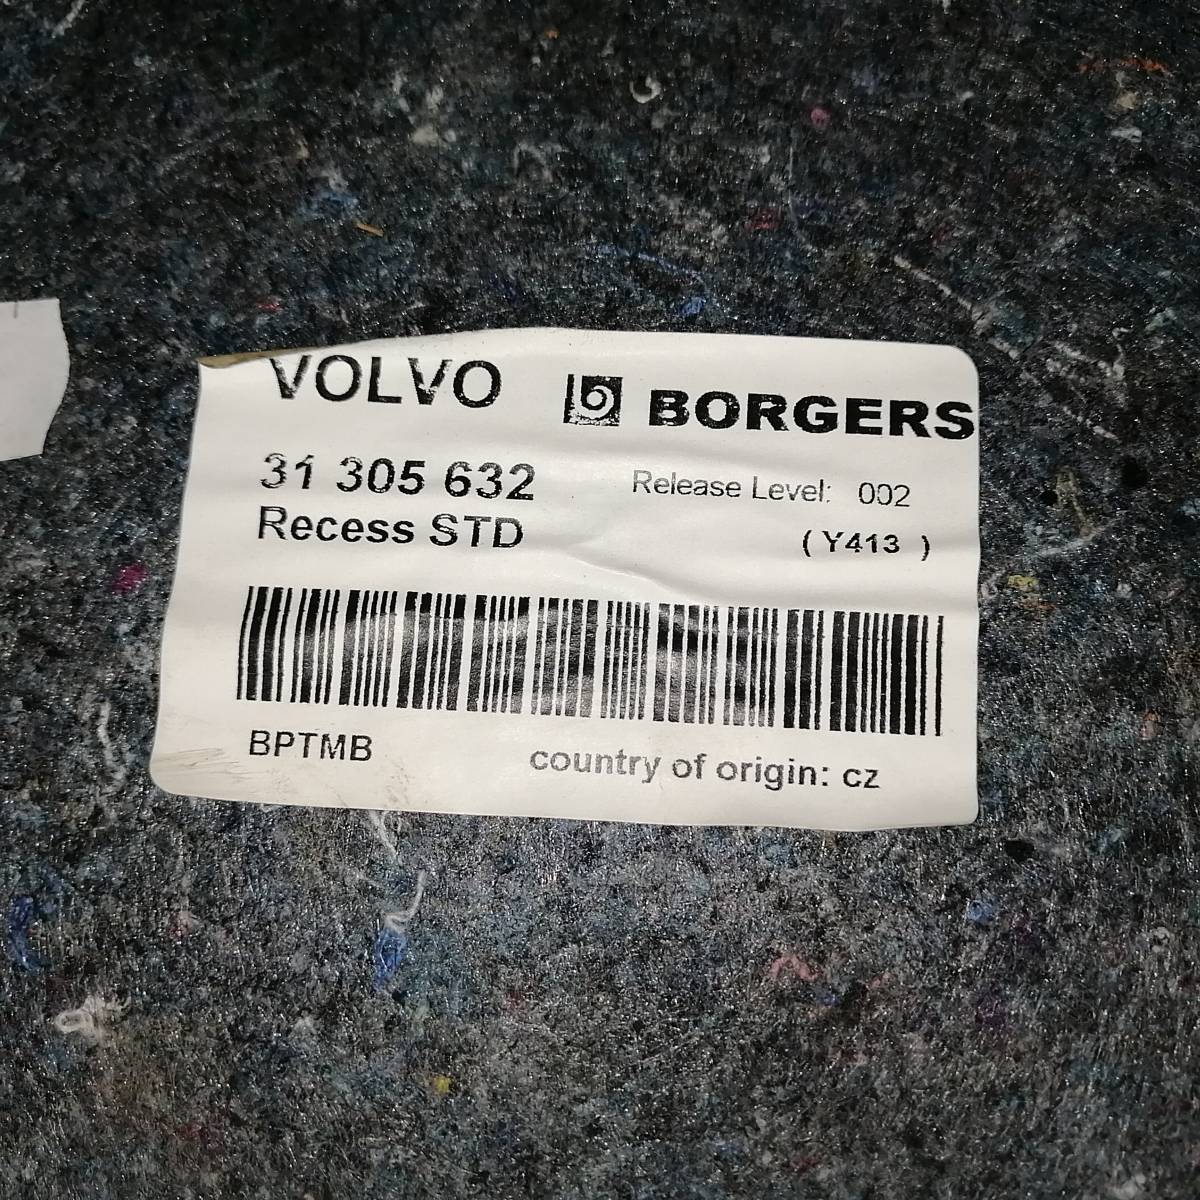 VOLVO BORGERS
31 305 632 Release Level: 002
Recess STD ( Y413 )
BPTMB country of origin: cz